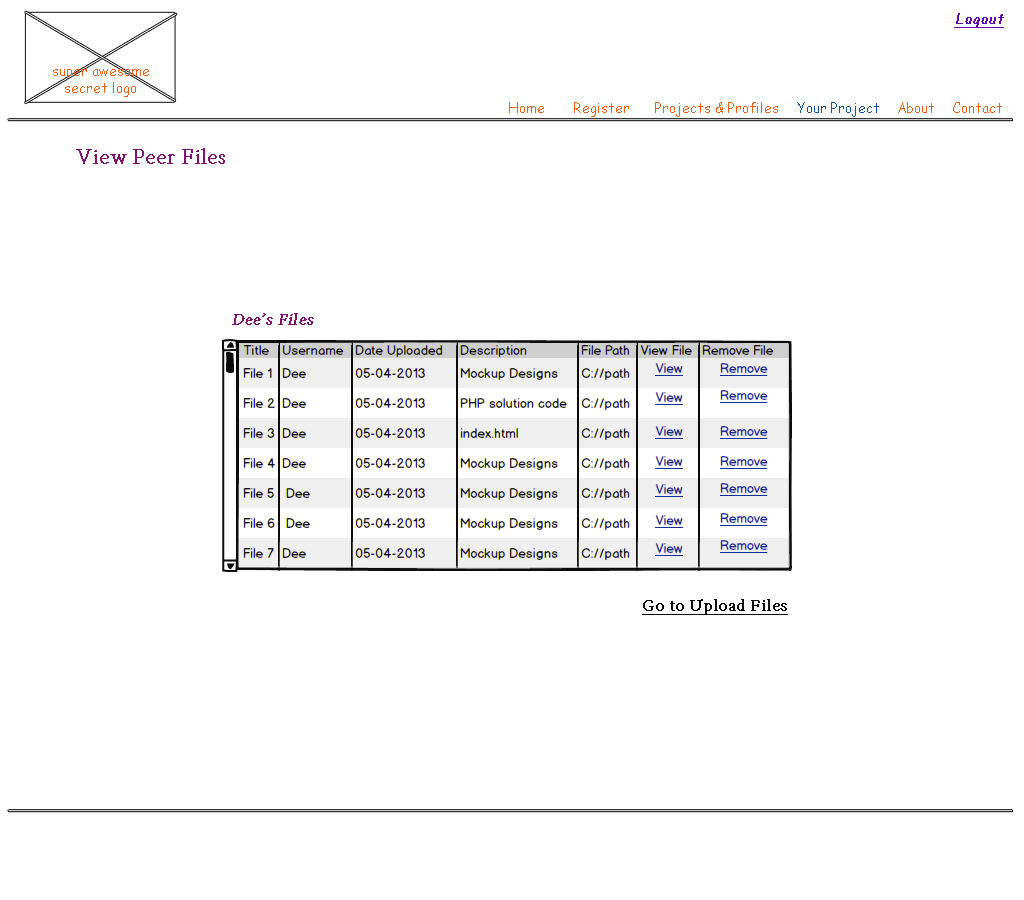 Logout
super awesome
secret logo
Home Register Projects & Profiles Your Project About Contact
View Peer Files
Dee's Files
Title Username Date Uploaded Description File Path View File Remove File
File 1 Dee 05-04-2013 Mockup Designs C://path View Remove
File 2 Dee 05-04-2013 PHP solution code C://path View Remove
File 3 Dee 05-04-2013 index.html C://path View Remove
File 4 Dee 05-04-2013 Mockup Designs C://path View Remove
File 5 Dee 05-04-2013 Mockup Designs C://path View Remove
File 6 Dee 05-04-2013 Mockup Designs C://path View Remove
File 7 Dee 05-04-2013 Mockup Designs C://path View Remove
Go to Upload Files